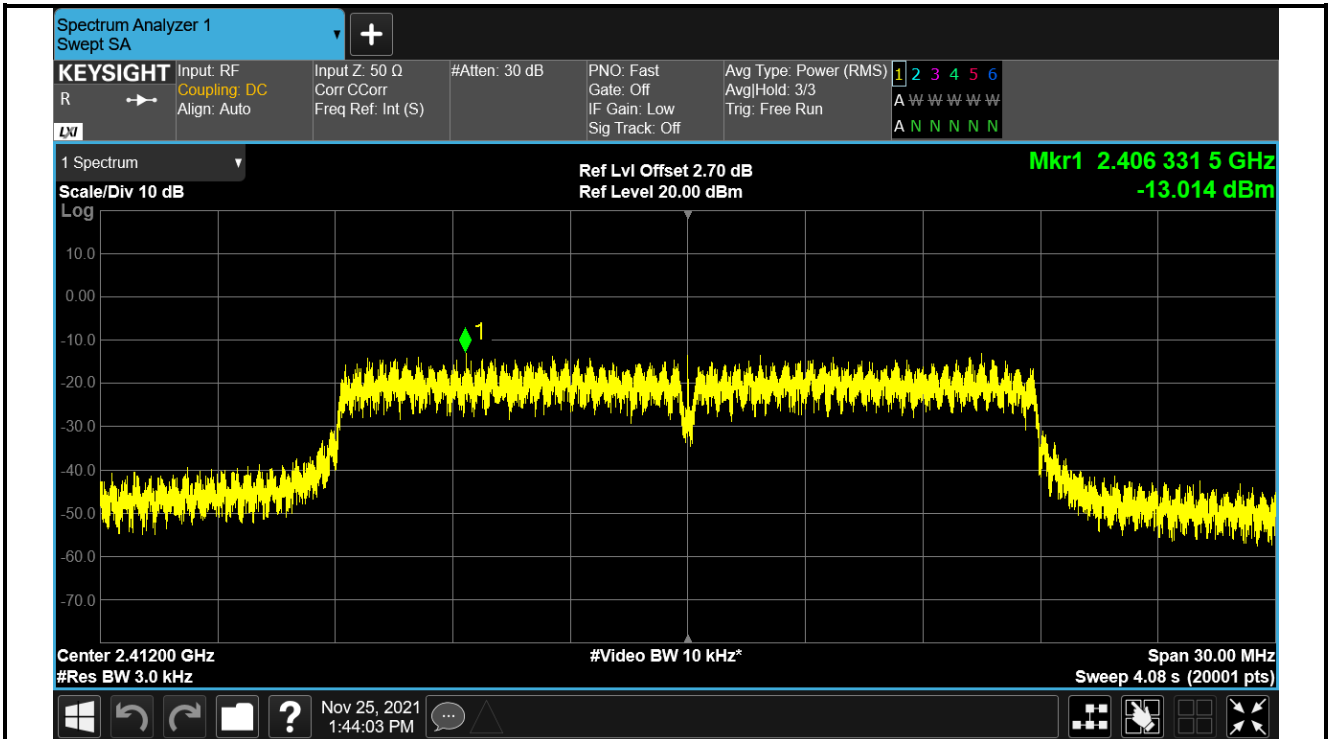 Spectrum Analyzer 1
Swept SA
KEYSIGHT
R
LXI
Input: RF
Coupling: DC
Align: Auto
Input Z: 50 Ω
Corr CCorr
Freq Ref: Int (S)
#Atten: 30 dB
PNO: Fast
Gate: Off
IF Gain: Low
Sig Track: Off
Avg Type: Power (RMS)
Avg|Hold: 3/3
Trig: Free Run
1 2 3 4 5 6
A W W W W W
A N N N N N
1 Spectrum
Scale/Div 10 dB
Ref Lvl Offset 2.70 dB
Ref Level 20.00 dBm
Mkr1 2.406 331 5 GHz
-13.014 dBm
Log
10.0
0.00
-10.0
-20.0
-30.0
-40.0
-50.0
-60.0
-70.0
1
Center 2.41200 GHz
#Res BW 3.0 kHz
#Video BW 10 kHz*
Span 30.00 MHz
Sweep 4.08 s (20001 pts)
?
Nov 25, 2021
1:44:03 PM